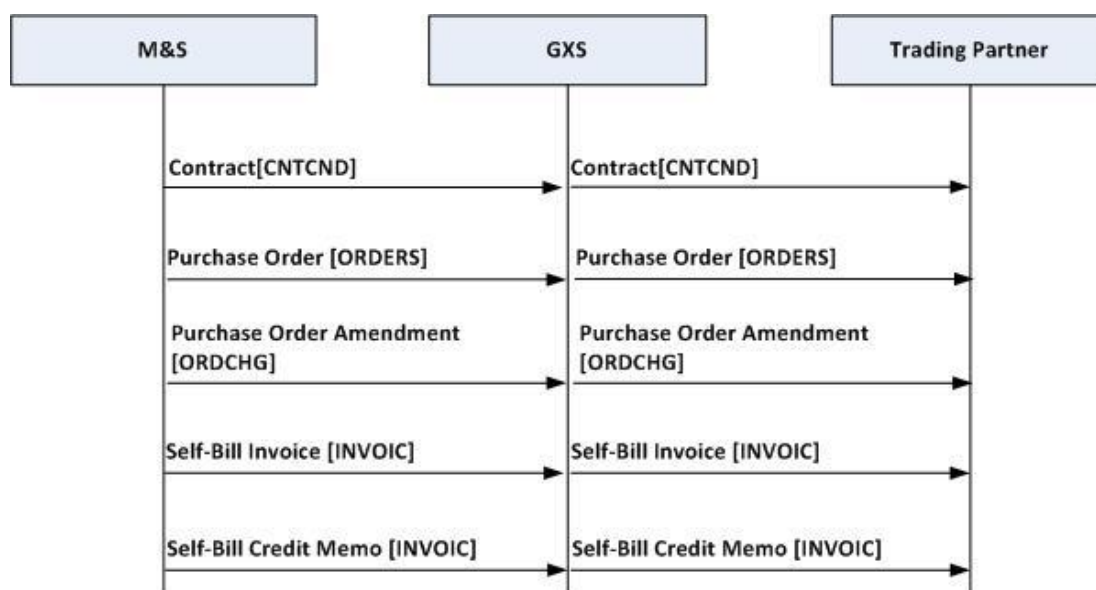 M&S
GXS
Trading Partner
Contract[CNTCND]
Contract[CNTCND]
Purchase Order [ORDERS]
Purchase Order [ORDERS]
Purchase Order Amendment
[ORDCHG]
Purchase Order Amendment
[ORDCHG]
Self-Bill Invoice [INVOIC]
Self-Bill Invoice [INVOIC]
Self-Bill Credit Memo [INVOIC]
Self-Bill Credit Memo [INVOIC]